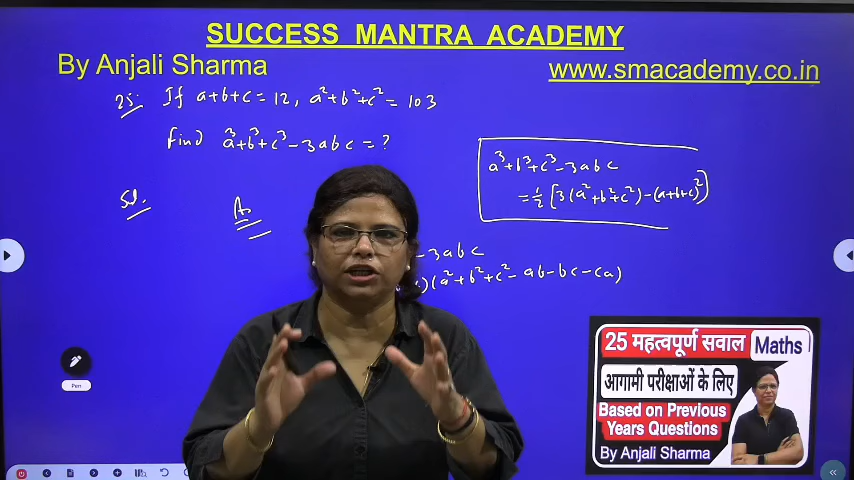 SUCCESS MANTRA ACADEMY
By Anjali Sharma
www.smacademy.co.in
25. If a+b+c = 12, a²+b²+c² = 103
Find a³+b³+c³-3abc = ?
a³+b³+c³-3abc
= ½ [3(a²+b²+c²)-(a+b+c)²]
Sol.
A.
-3abc
)(a²+b²+c²-ab-bc-ca)
25 महत्वपूर्ण सवाल Maths
आगामी परीक्षाओं के लिए
Based on Previous
Years Questions
By Anjali Sharma
Pen